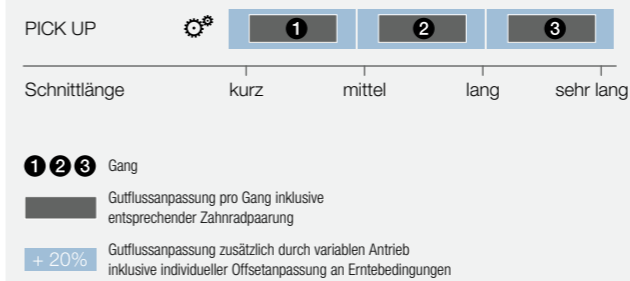 PICK UP 1 2 3
Schnittlänge kurz mittel lang sehr lang
1 2 3 Gang
Gutflussanpassung pro Gang inklusive
entsprechender Zahnradpaarung
+ 20% Gutflussanpassung zusätzlich durch variablen Antrieb
inklusive individueller Offsetanpassung an Erntebedingungen